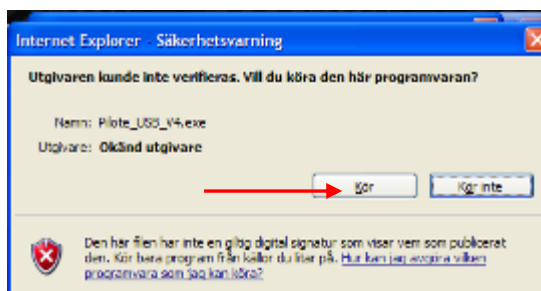 Internet Explorer - Säkerhetsvarning
Utgivaren kunde inte verifieras. Vill du köra den här programvaran?
Namn: Pilote_USB_V4.exe
Utgivare: Okänd utgivare
Kör
Kör inte
Den här filen har inte en giltig digital signatur som visar vem som publicerat
den. Kör bara program från källor du litar på. Hur kan jag avgöra vilken
programvara som jag kan köra?